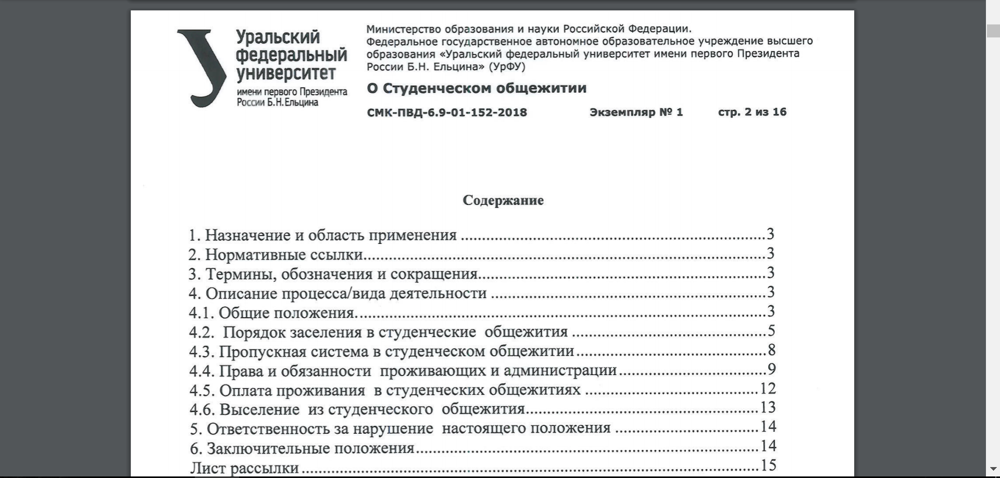 Уральский
федеральный
университет
имени первого Президента
России Б.Н.Ельцина
Министерство образования и науки Российской Федерации.
Федеральное государственное автономное образовательное учреждение высшего
образования «Уральский федеральный университет имени первого Президента
России Б.Н. Ельцина» (УрФУ)
О Студенческом общежитии
СМК-ПВД-6.9-01-152-2018 Экземпляр № 1 стр. 2 из 16
Содержание
1. Назначение и область применения ........................................................................3
2. Нормативные ссылки................................................................................................3
3. Термины, обозначения и сокращения....................................................................3
4. Описание процесса/вида деятельности .................................................................3
4.1. Общие положения..................................................................................................3
4.2.  Порядок заселения в студенческие  общежития ..............................................5
4.3. Пропускная система в студенческом общежитии.............................................8
4.4. Права и обязанности  проживающих и администрации...................................9
4.5. Оплата проживания  в студенческих общежитиях .........................................12
4.6. Выселение  из студенческого  общежития.......................................................13
5. Ответственность за нарушение  настоящего положения ..................................14
6. Заключительные положения.................................................................................14
Лист рассылки............................................................................................................15